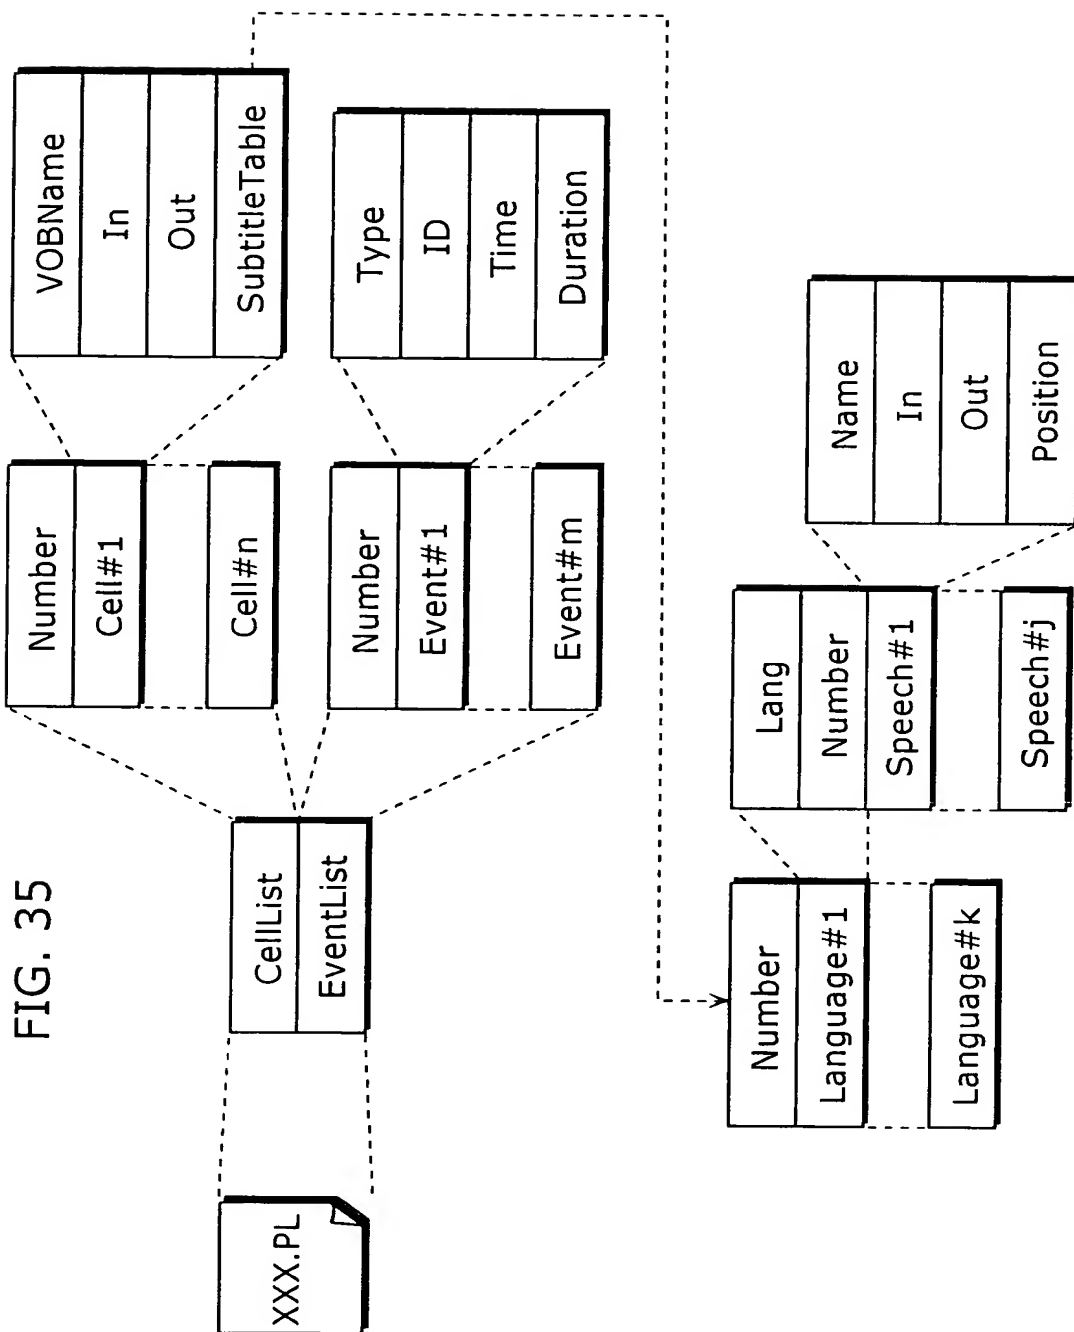 FIG. 35
XXX.PL
CellList
EventList
Number
Cell#1
Cell#n
Number
Event#1
Event#m
VOBName
In
Out
SubtitleTable
Type
ID
Time
Duration
Number
Language#1
Language#k
Lang
Number
Speech#1
Speech#j
Name
In
Out
Position